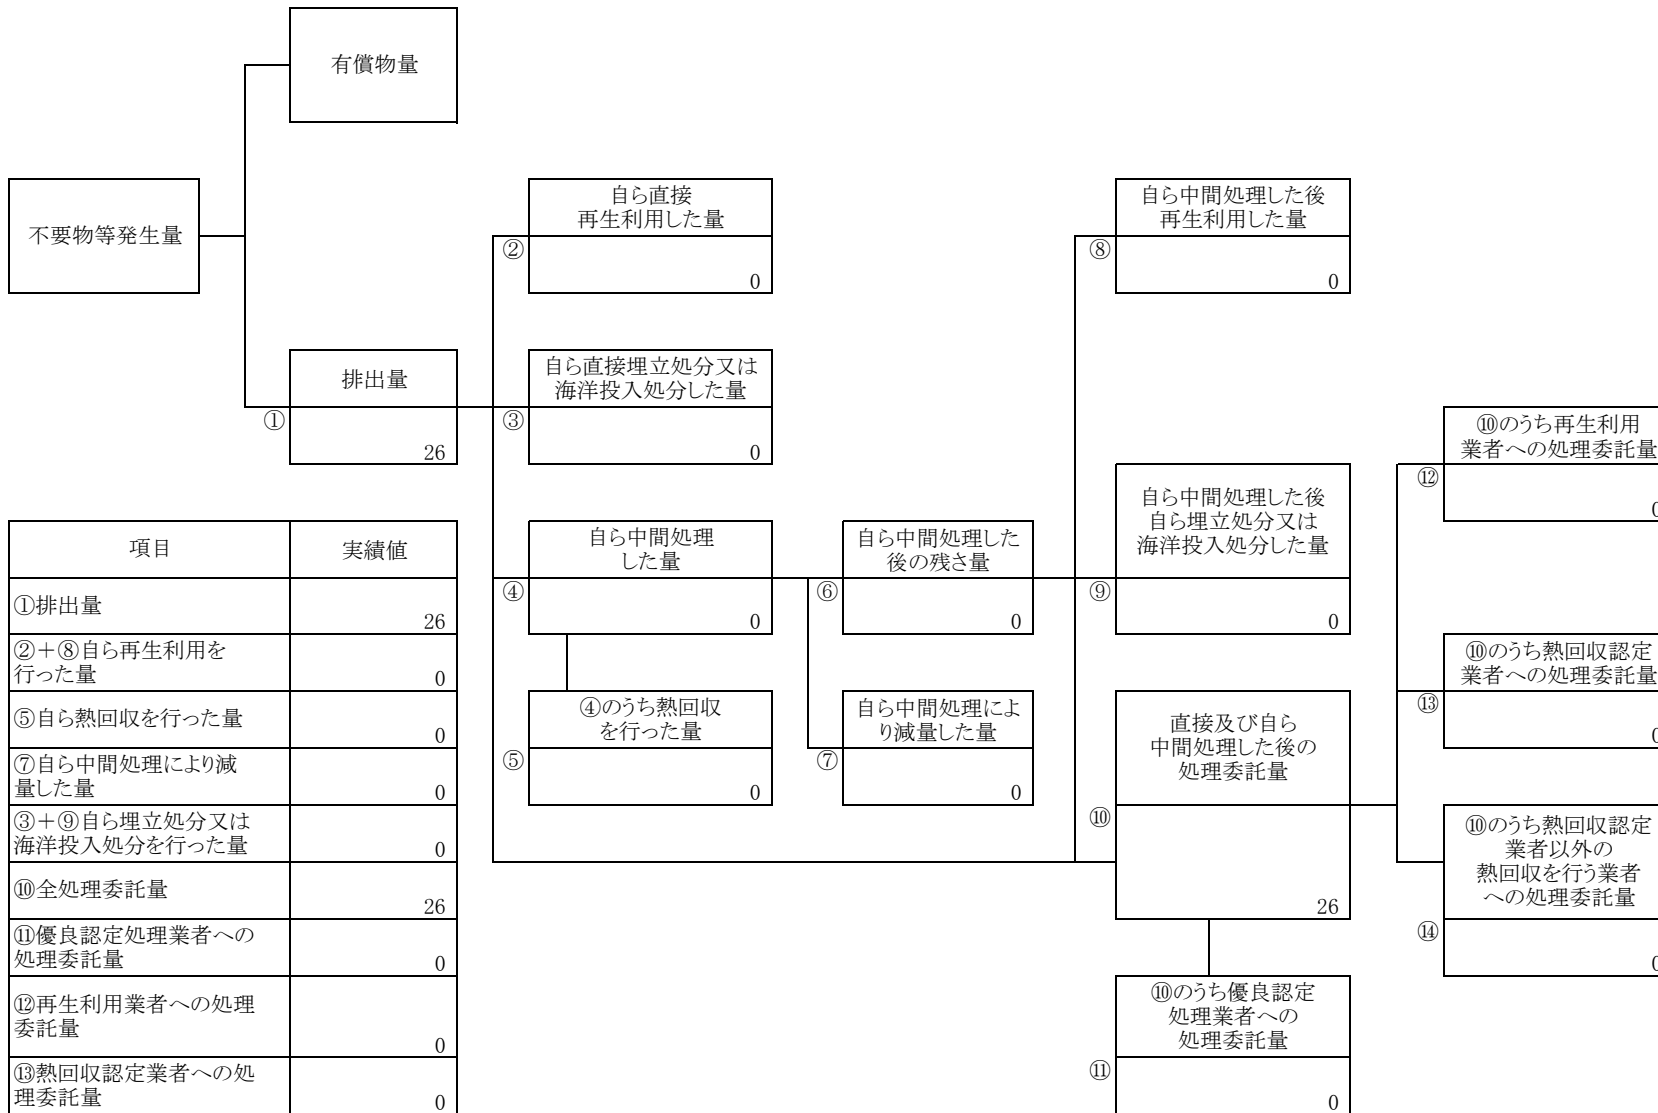 有償物量
不要物等発生量
自ら直接
再生利用した量
②
0
自ら中間処理した後
再生利用した量
⑧
0
排出量
①
26
自ら直接埋立処分又は
海洋投入処分した量
③
0
⑩のうち再生利用
業者への処理委託量
⑫
0
自ら中間処理
した量
④
0
自ら中間処理した
後の残さ量
⑥
0
自ら中間処理した後
自ら埋立処分又は
海洋投入処分した量
⑨
0
⑩のうち熱回収認定
業者への処理委託量
⑬
0
④のうち熱回収
を行った量
⑤
0
自ら中間処理によ
り減量した量
⑦
0
直接及び自ら
中間処理した後の
処理委託量
⑩
26
⑩のうち熱回収認定
業者以外の
熱回収を行う業者
への処理委託量
⑭
0
⑩のうち優良認定
処理業者への
処理委託量
⑪
0
項目 実績値
①排出量
26
②+⑧自ら再生利用を
行った量 0
⑤自ら熱回収を行った量
0
⑦自ら中間処理により減
量した量 0
③+⑨自ら埋立処分又は
海洋投入処分を行った量 0
⑩全処理委託量
26
⑪優良認定処理業者への
処理委託量 0
⑫再生利用業者への処理
委託量
0
⑬熱回収認定業者への処
理委託量 0